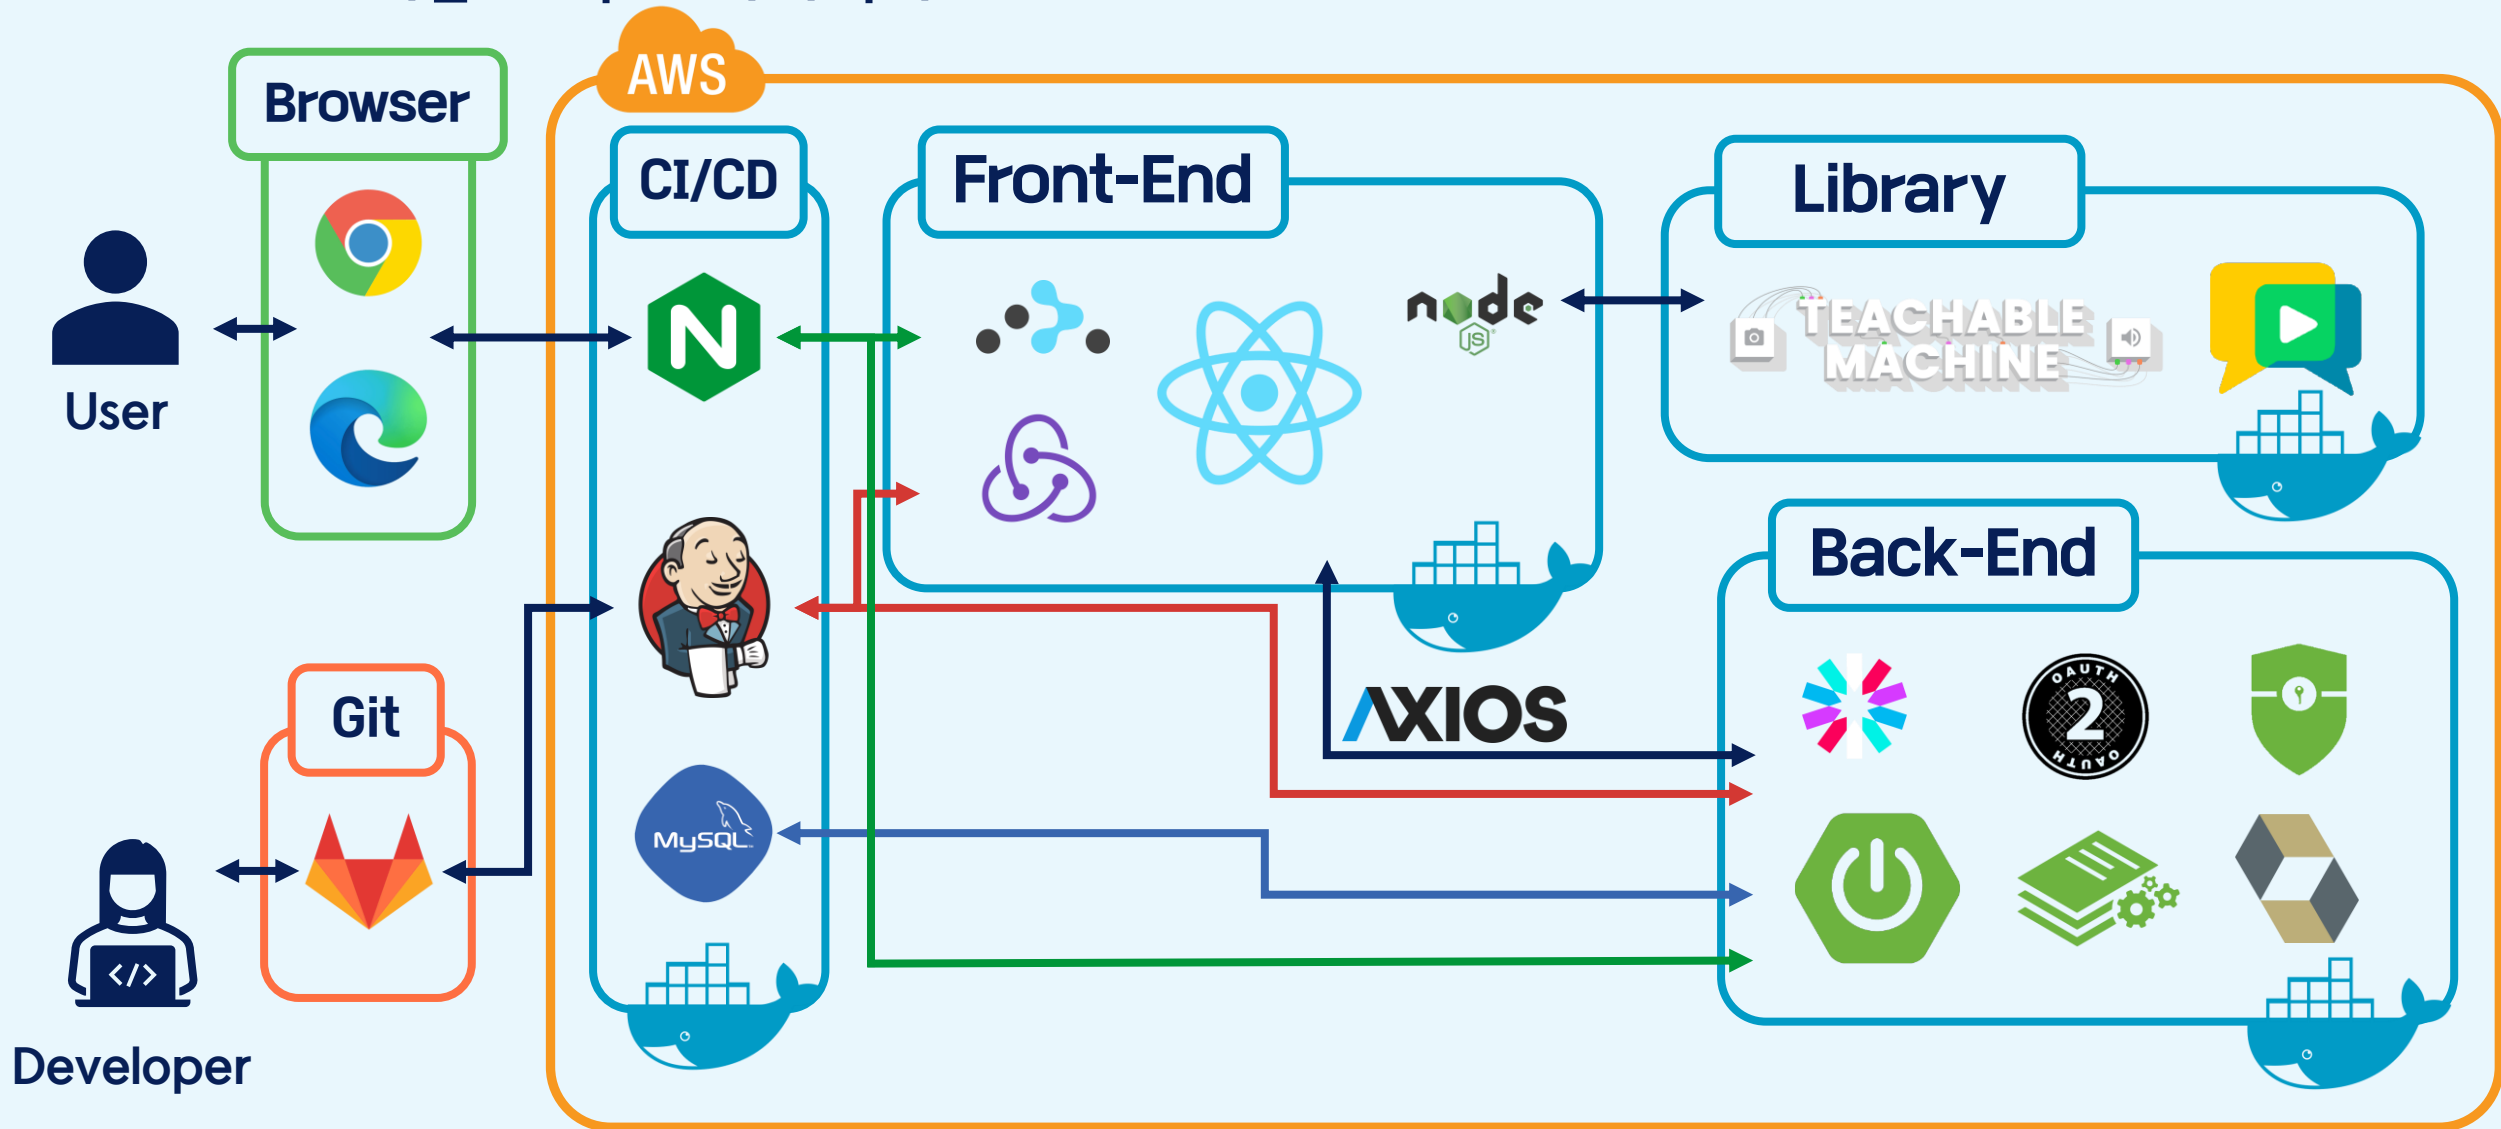 AWS
Browser
CI/CD
Front-End
Library
node
JS
TEACHABLE
MACHINE
User
Back-End
Git
AXIOS
OAUTH
2
OAUTH
MySQL
</>
Developer